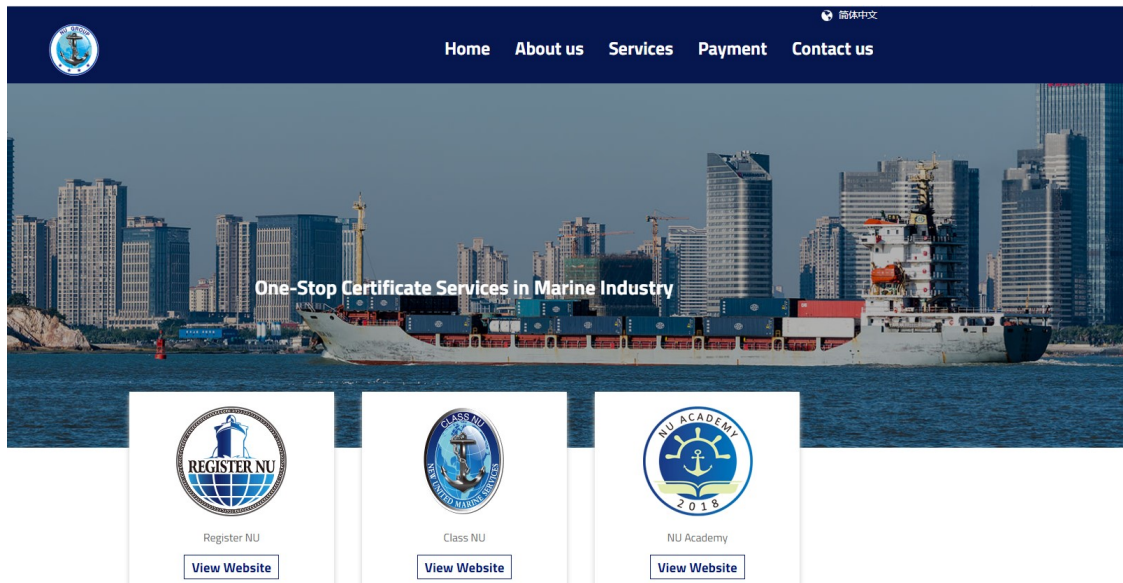 简体中文
NU GROUP
Home About us Services Payment Contact us
One-Stop Certificate Services in Marine Industry
REGISTER NU
CLASS NU
NEW UNITED MARINE SERVICES
NU ACADEMY
2018
Register NU Class NU NU Academy
View Website View Website View Website